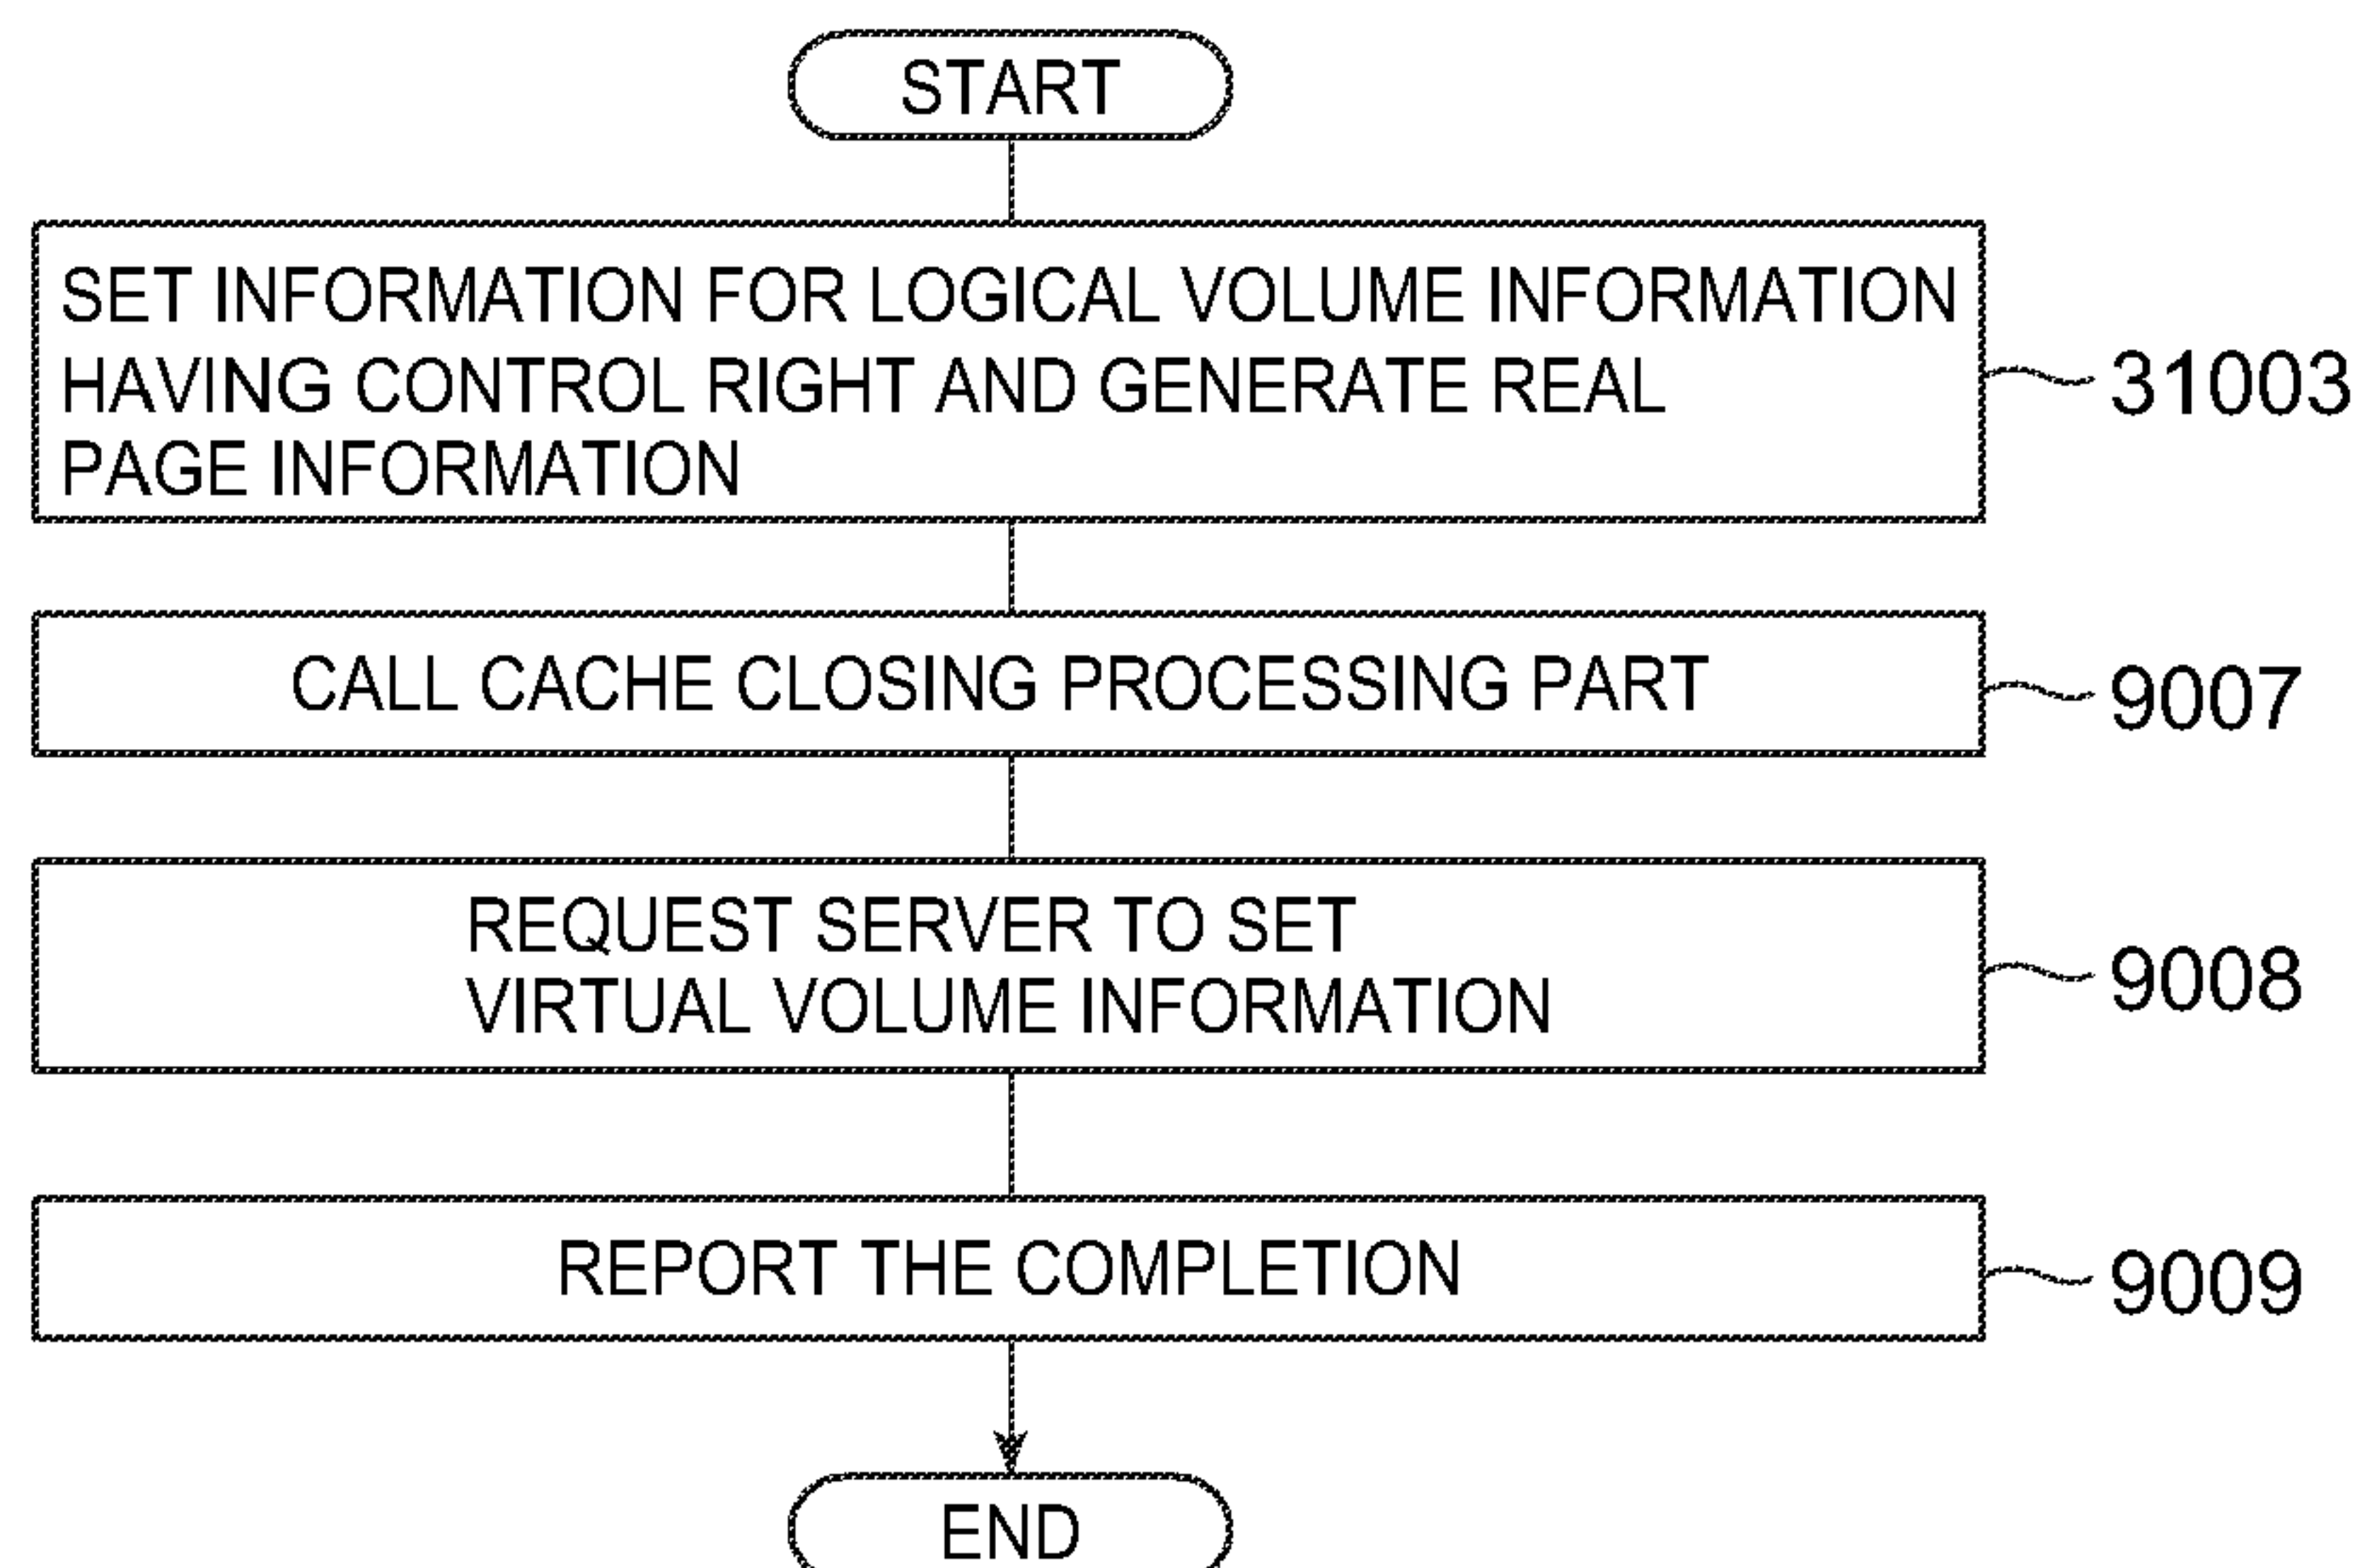 START
SET INFORMATION FOR LOGICAL VOLUME INFORMATION
HAVING CONTROL RIGHT AND GENERATE REAL
PAGE INFORMATION
31003
CALL CACHE CLOSING PROCESSING PART
9007
REQUEST SERVER TO SET
VIRTUAL VOLUME INFORMATION
9008
REPORT THE COMPLETION
9009
END